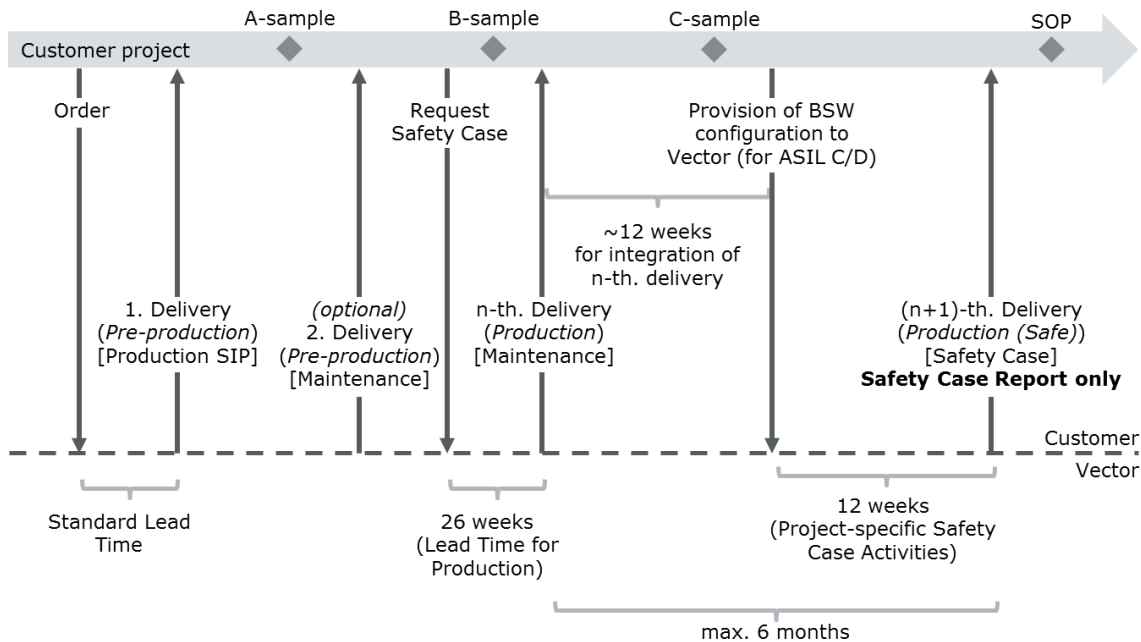 A-sample
B-sample
C-sample
SOP
Customer project
Order
Request
Safety Case
Provision of BSW
configuration to
Vector (for ASIL C/D)
~12 weeks
for integration of
n-th. delivery
1. Delivery
(Pre-production)
[Production SIP]
(optional)
2. Delivery
(Pre-production)
[Maintenance]
n-th. Delivery
(Production)
[Maintenance]
(n+1)-th. Delivery
(Production (Safe))
[Safety Case]
Safety Case Report only
Customer
Vector
Standard Lead
Time
26 weeks
(Lead Time for
Production)
12 weeks
(Project-specific Safety
Case Activities)
max. 6 months